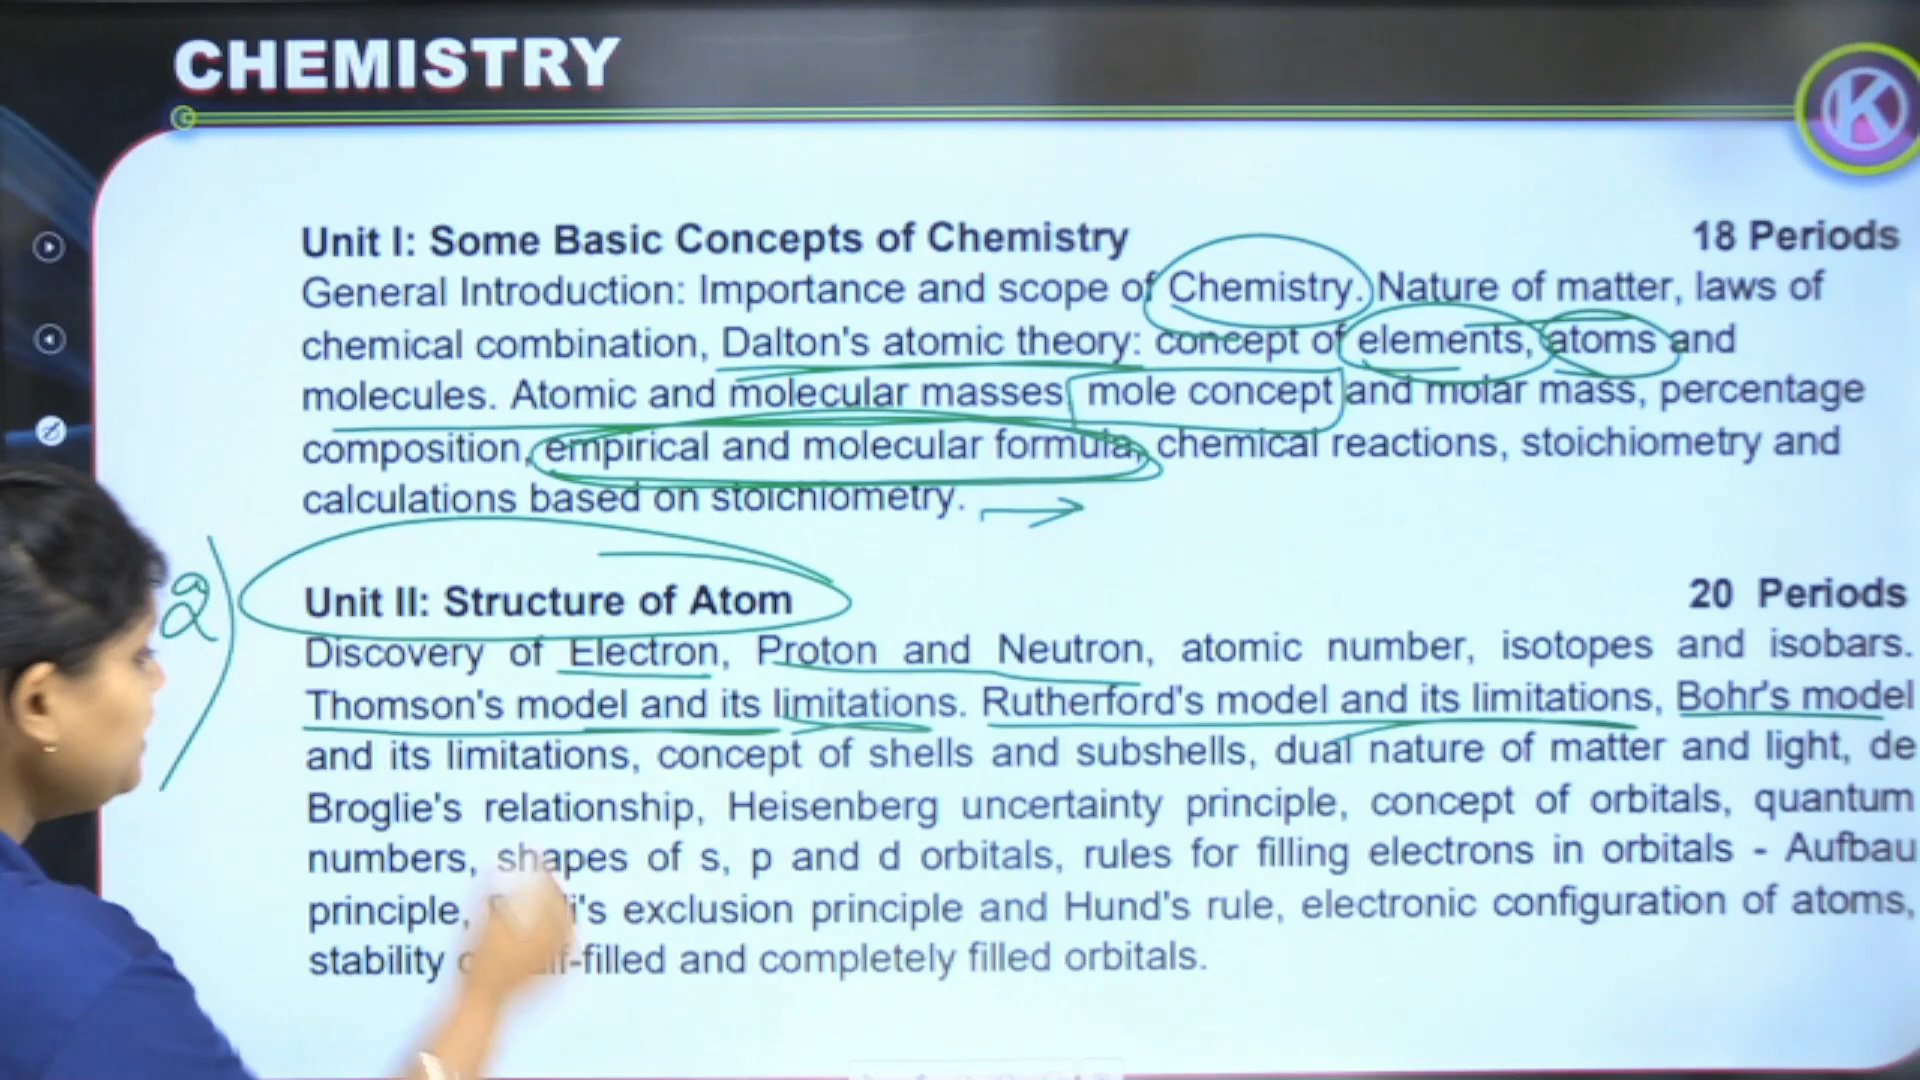 CHEMISTRY
K
Unit I: Some Basic Concepts of Chemistry 18 Periods
General Introduction: Importance and scope of Chemistry. Nature of matter, laws of
chemical combination, Dalton's atomic theory: concept of elements, atoms and
molecules. Atomic and molecular masses mole concept and molar mass, percentage
composition, empirical and molecular formula, chemical reactions, stoichiometry and
calculations based on stoichiometry.
2)
Unit II: Structure of Atom 20 Periods
Discovery of Electron, Proton and Neutron, atomic number, isotopes and isobars.
Thomson's model and its limitations. Rutherford's model and its limitations, Bohr's model
and its limitations, concept of shells and subshells, dual nature of matter and light, de
Broglie's relationship, Heisenberg uncertainty principle, concept of orbitals, quantum
numbers, shapes of s, p and d orbitals, rules for filling electrons in orbitals - Aufbau
principle, exclusion principle and Hund's rule, electronic configuration of atoms,
stability filled and completely filled orbitals.